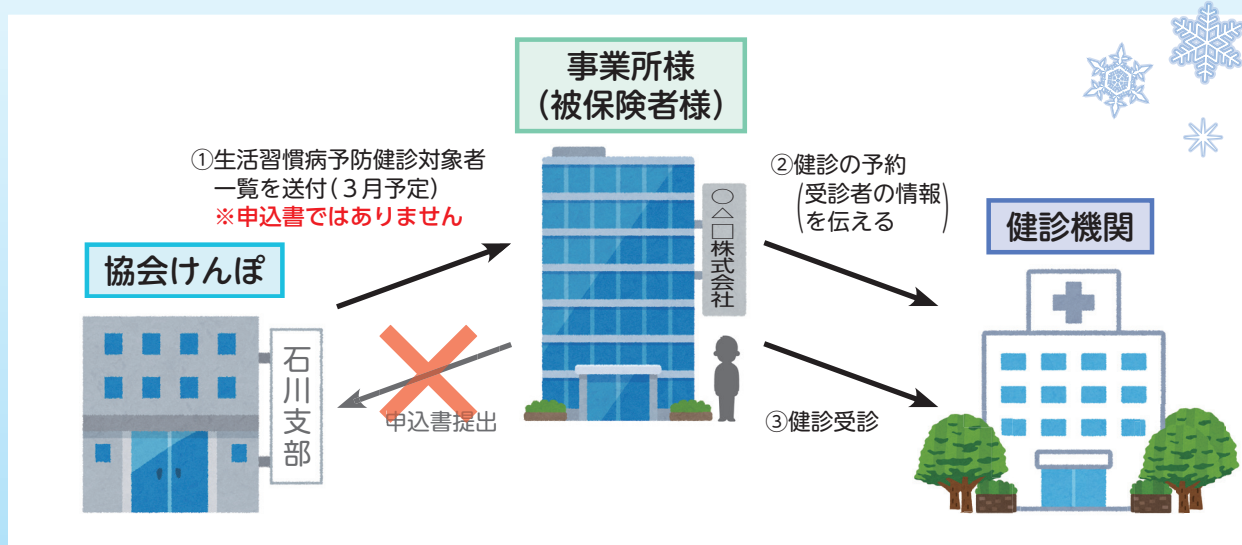 事業所様
(被保険者様)
①生活習慣病予防健診対象者
一覧を送付(3月予定)
※申込書ではありません
②健診の予約
(受診者の情報
を伝える)
健診機関
協会けんぽ
〇△□株式会社
石川支部
申込書提出
③健診受診